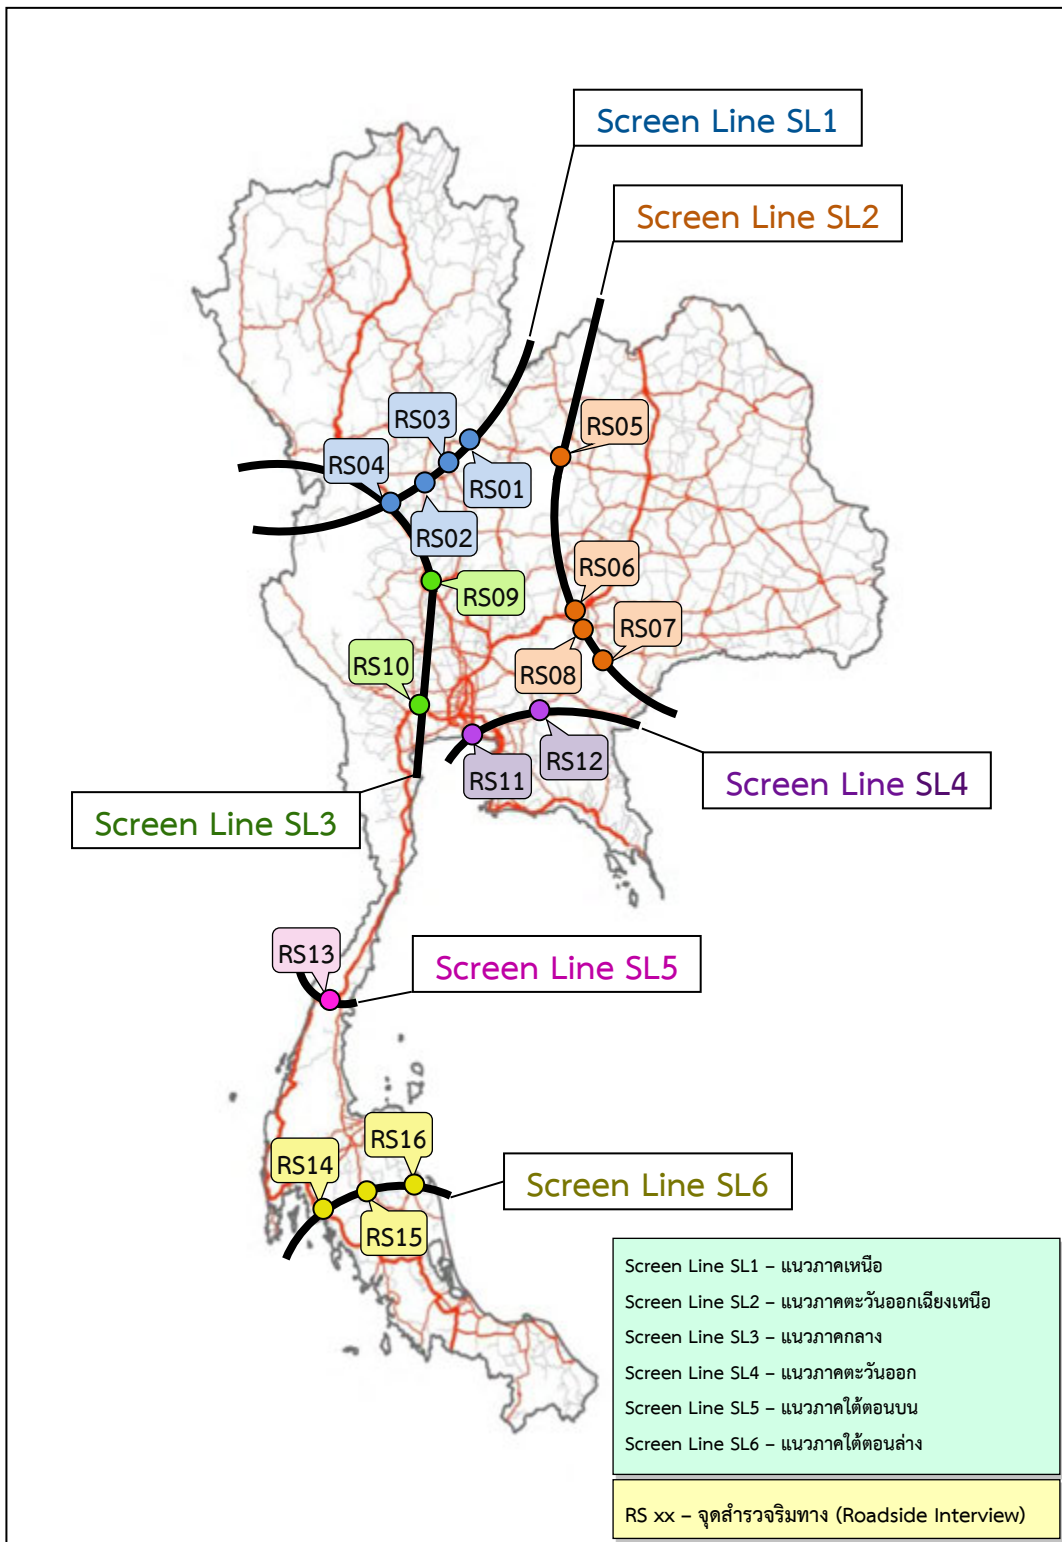 Screen Line SL1
Screen Line SL2
RS03
RS05
RS04
RS01
RS02
RS06
RS09
RS07
RS10
RS08
RS12
RS11
Screen Line SL4
Screen Line SL3
RS13
Screen Line SL5
RS16
RS14
Screen Line SL6
RS15
Screen Line SL1 – แนวภาคเหนือ
Screen Line SL2 – แนวภาคตะวันออกเฉียงเหนือ
Screen Line SL3 – แนวภาคกลาง
Screen Line SL4 – แนวภาคตะวันออก
Screen Line SL5 – แนวภาคใต้ตอนบน
Screen Line SL6 – แนวภาคใต้ตอนล่าง
RS xx – จุดสำรวจริมทาง (Roadside Interview)